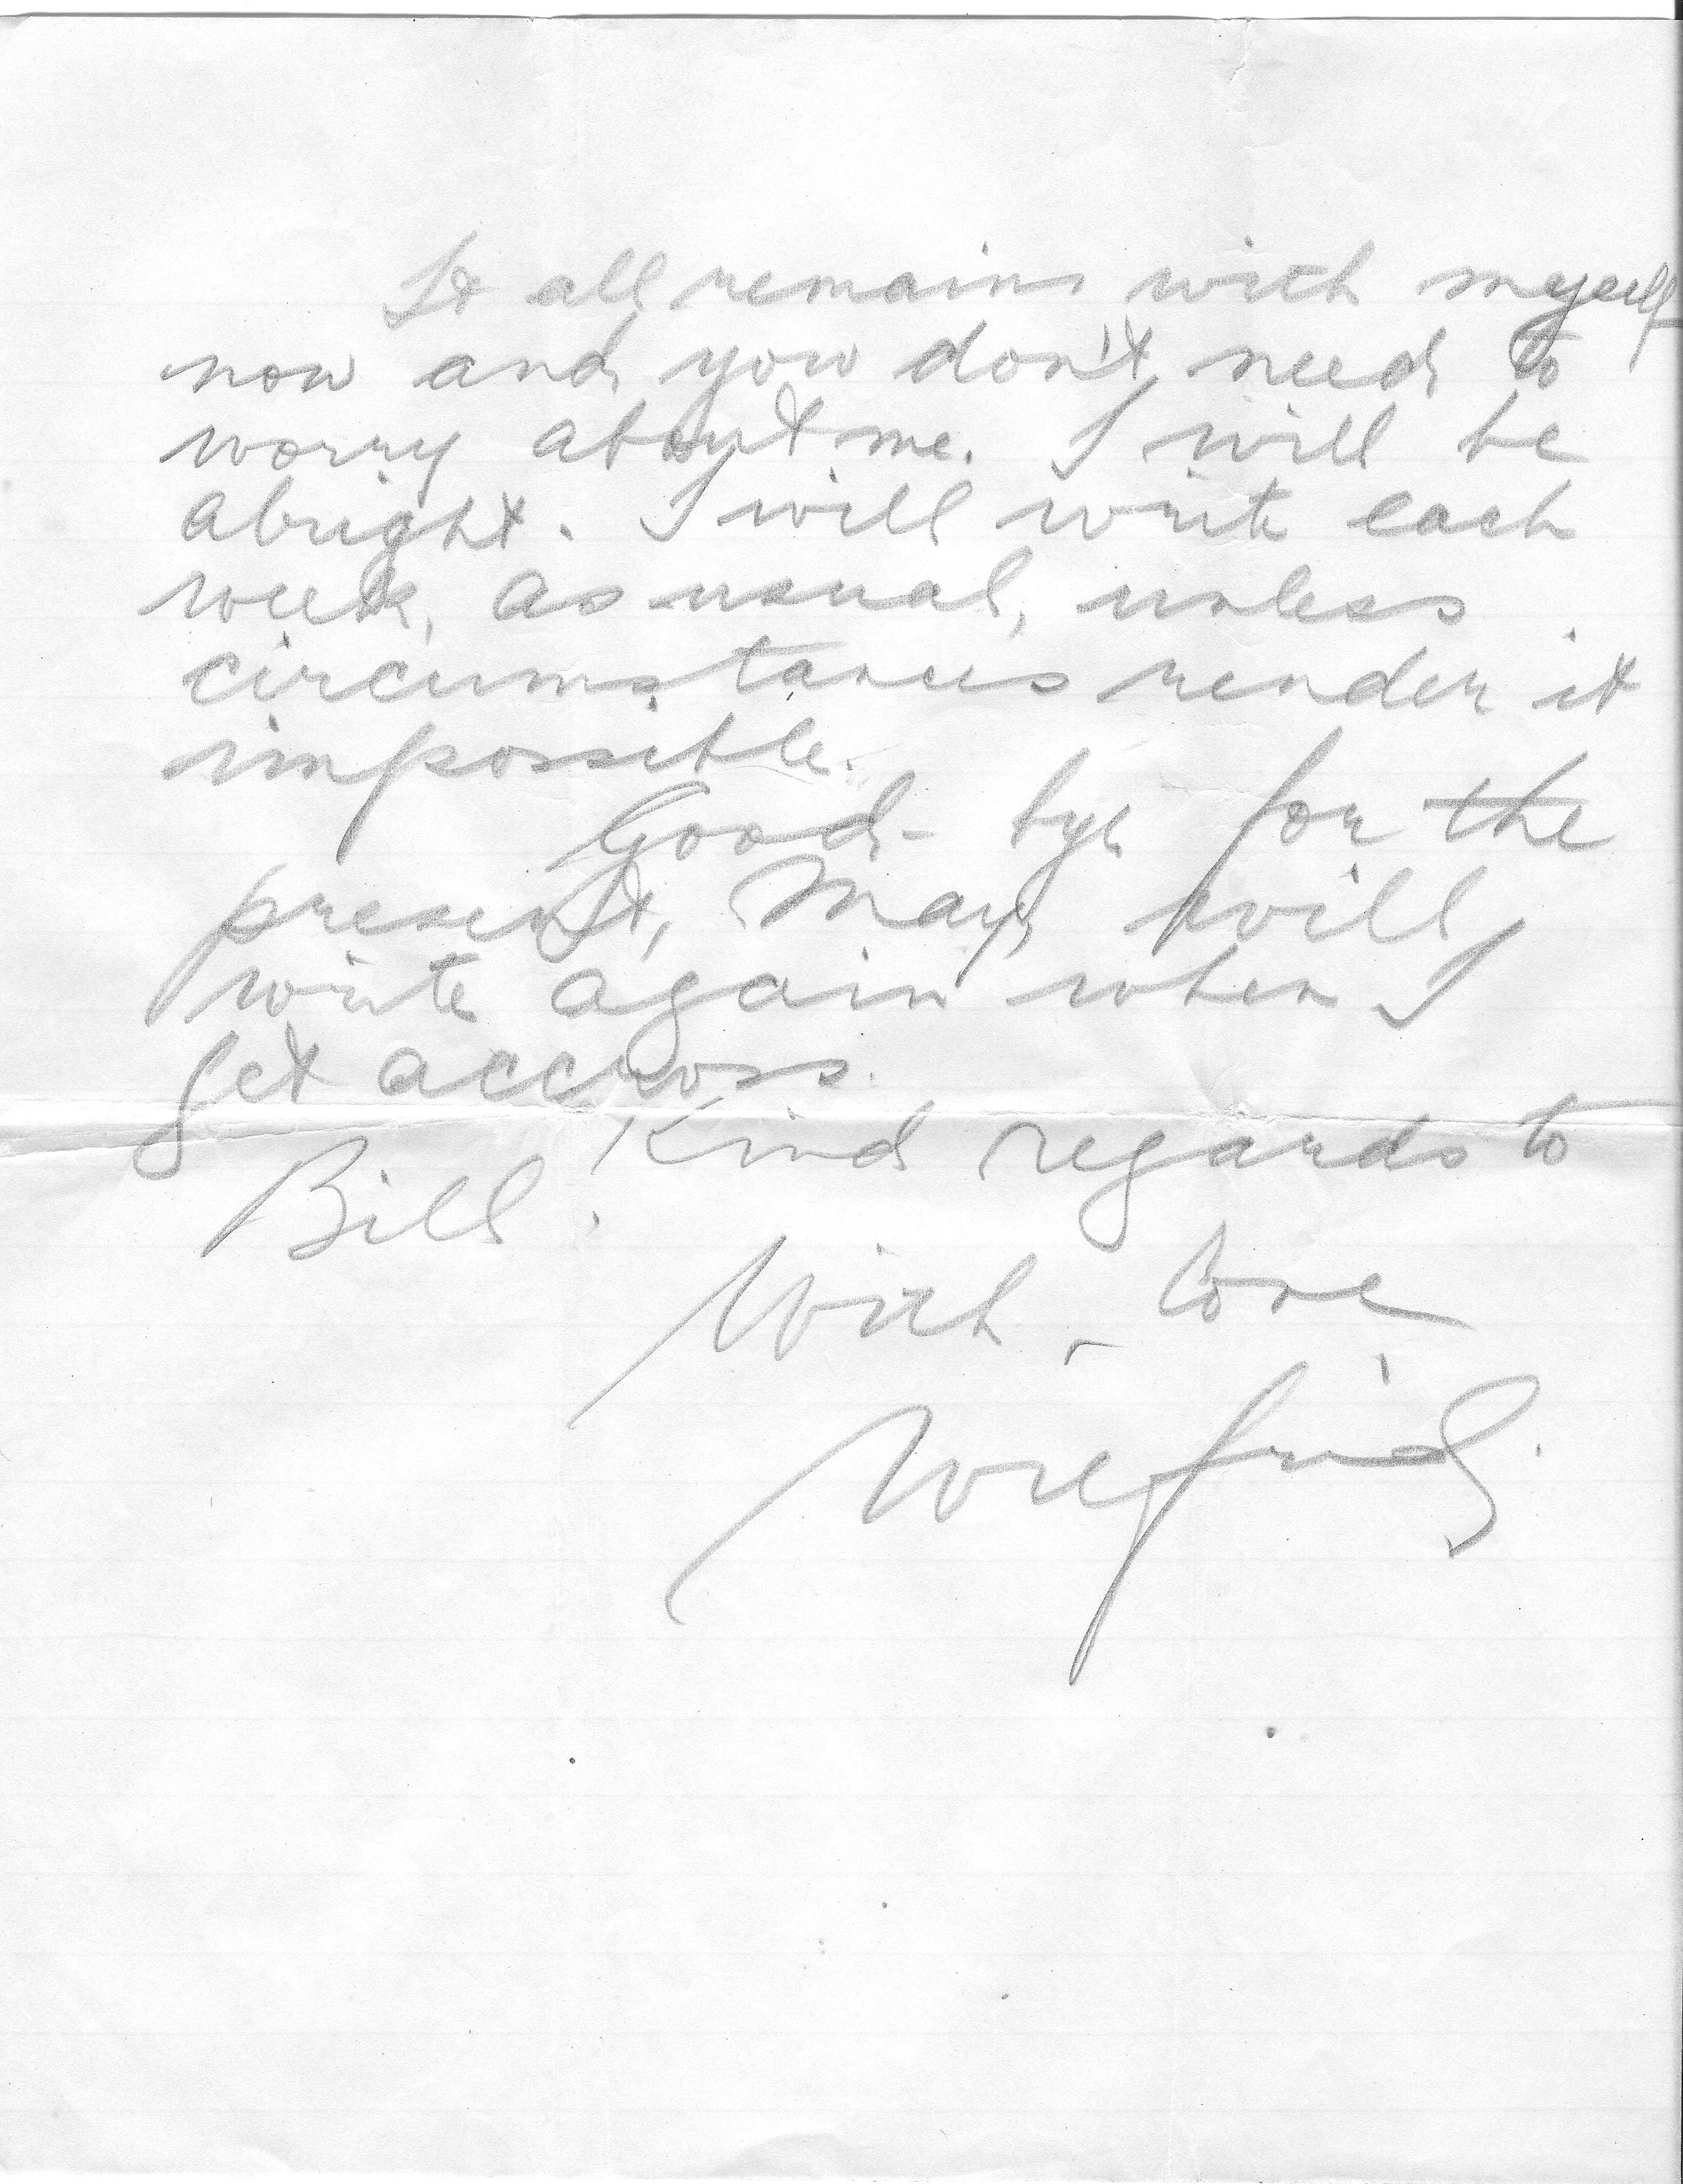 It all remains with myself
now and you don't need to
worry about me. I will be
alright. I will write each
week, as usual, unless
circumstances render it
impossible.
Good-bye for the
present, May, will
write again when I
get accross.
Kind regards to
Bill.
With love
Wilfrid.